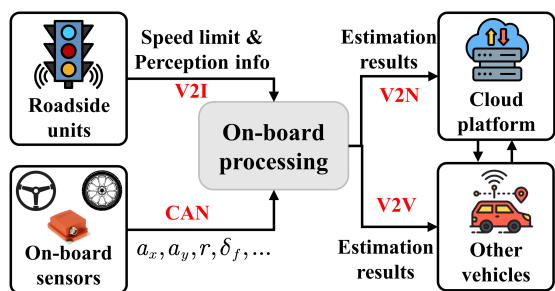 Speed limit &
Perception info
V2I
Roadside
units
On-board
processing
Estimation
results
V2N
Cloud
platform
CAN
a_x, a_y, r, δ_f, ...
On-board
sensors
V2V
Estimation
results
Other
vehicles